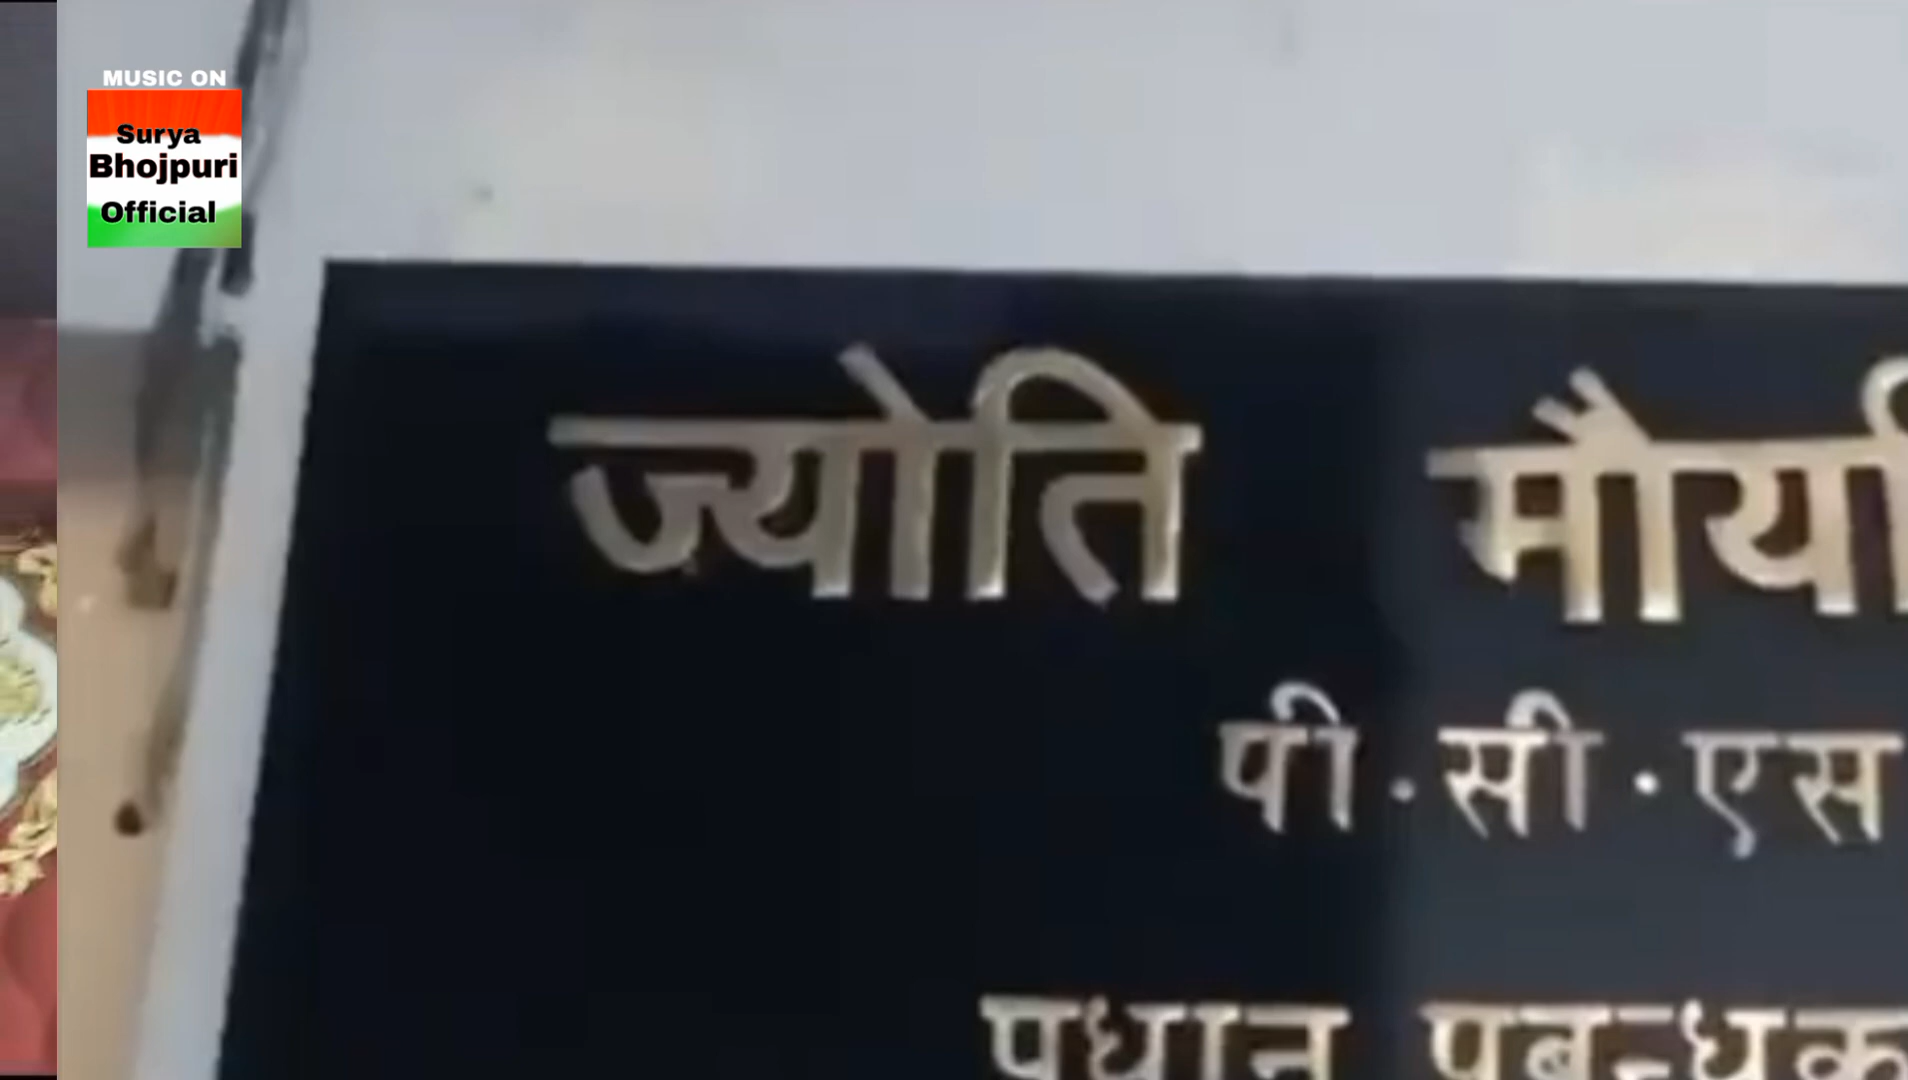 MUSIC ON
Surya
Bhojpuri
Official
ज्योति मौर्या
पी.सी.एस
प्रधान प्रबन्धक